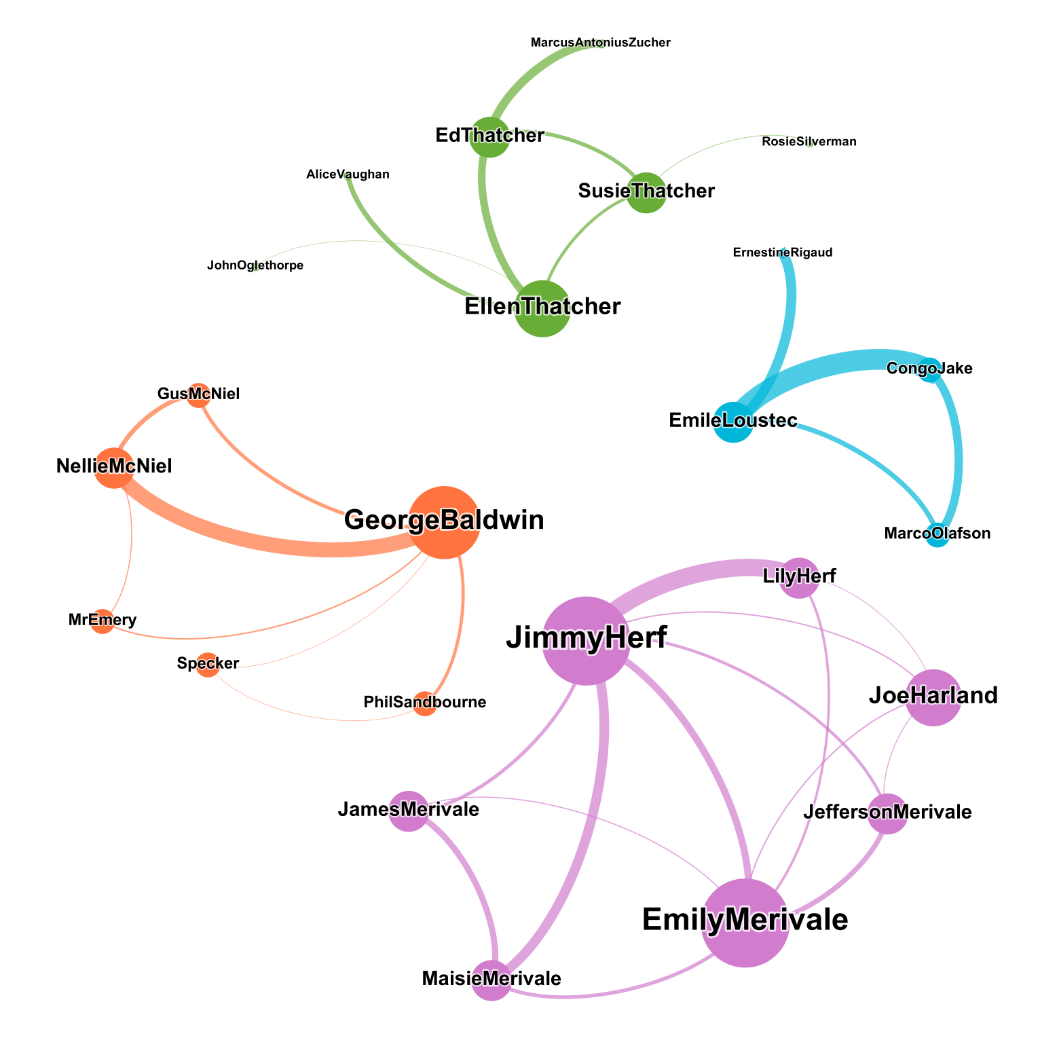 MarcusAntoniusZucher
EdThatcher
RosieSilverman
AliceVaughan
SusieThatcher
ErnestineRigaud
JohnOglethorpe
EllenThatcher
CongoJake
GusMcNiel
EmileLoustec
NellieMcNiel
GeorgeBaldwin
MarcoOlafson
LilyHerf
MrEmery
JimmyHerf
Specker
JoeHarland
PhilSandbourne
JamesMerivale
JeffersonMerivale
EmilyMerivale
MaisieMerivale